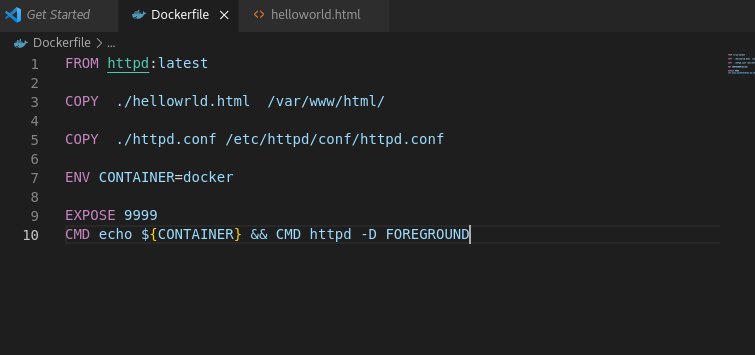 Get Started Dockerfile helloworld.html
Dockerfile > ...
1 FROM httpd:latest
2
3 COPY ./hellowrld.html /var/www/html/
4
5 COPY ./httpd.conf /etc/httpd/conf/httpd.conf
6
7 ENV CONTAINER=docker
8
9 EXPOSE 9999
10 CMD echo ${CONTAINER} && CMD httpd -D FOREGROUND